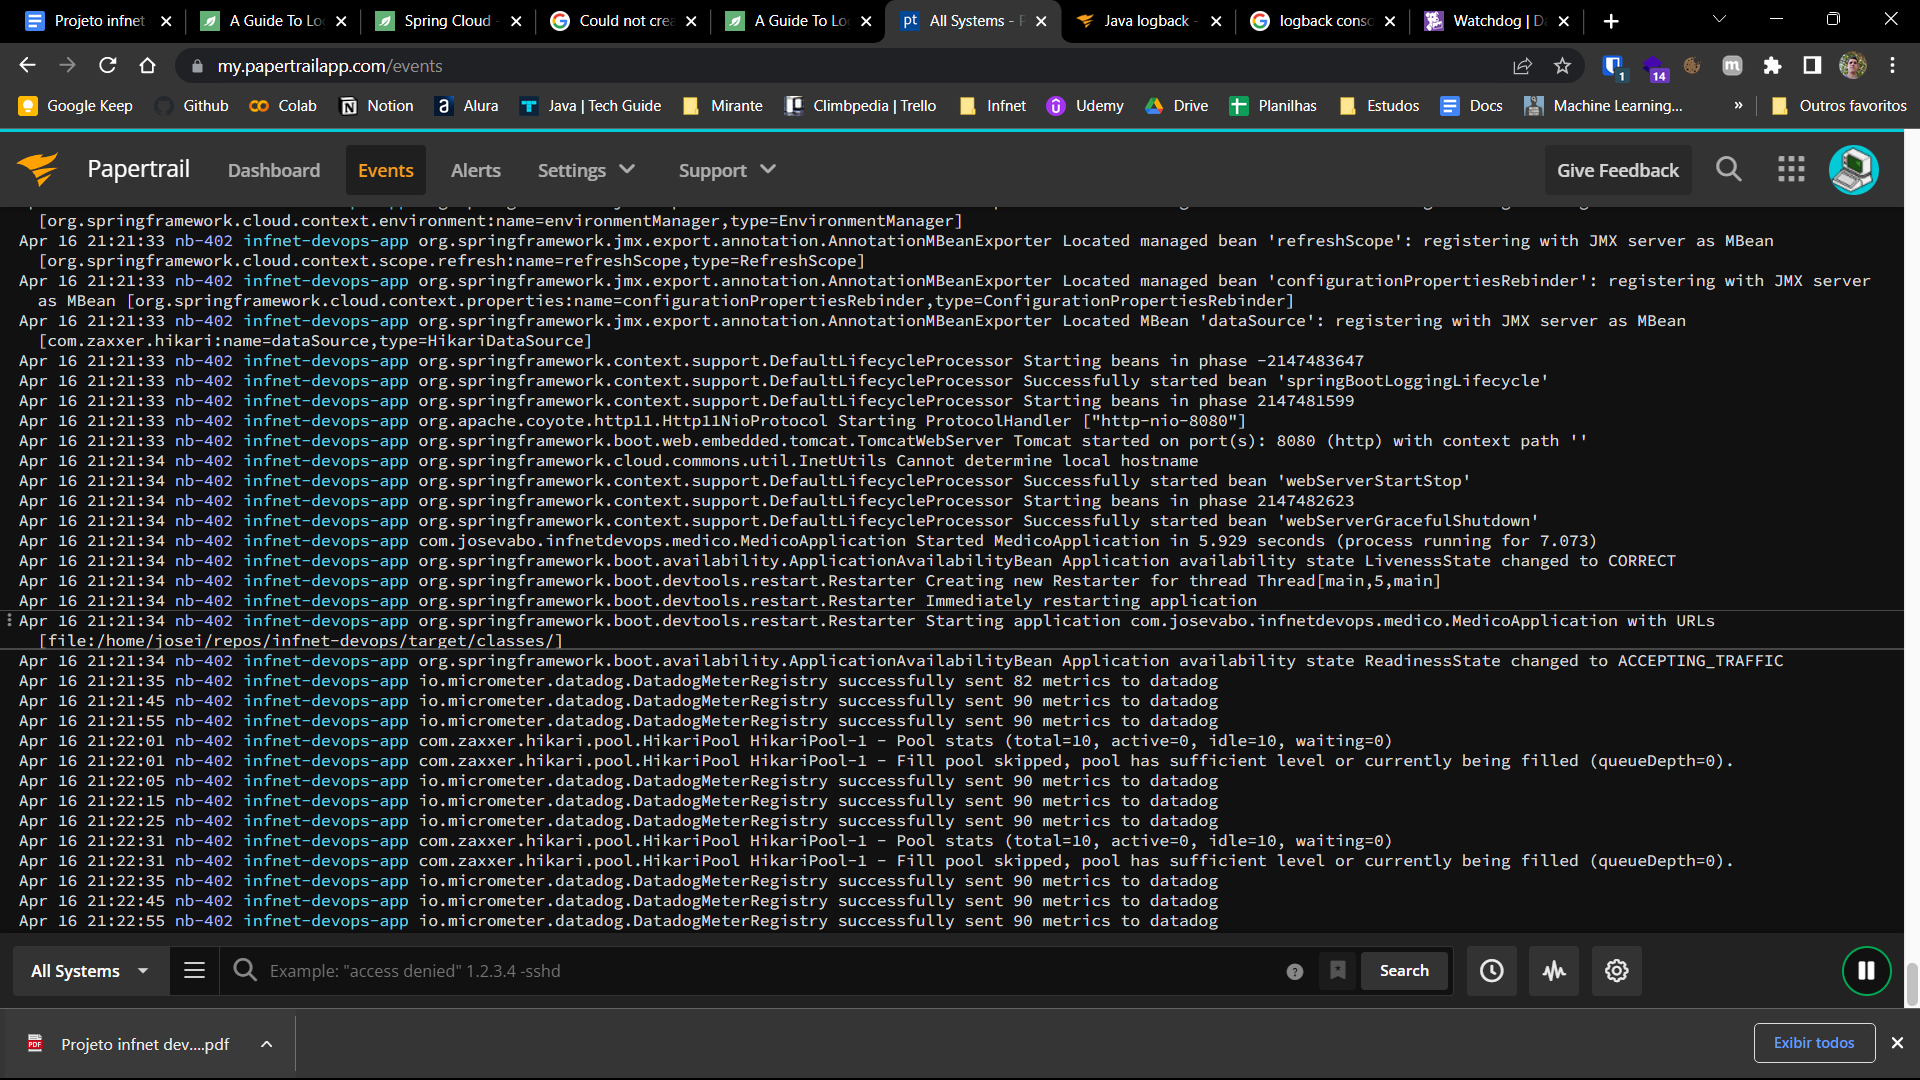 Projeto infnet
A Guide To Lo
Spring Cloud -
Could not crea
A Guide To Lo
pt
All Systems - P
Java logback -
logback conso
Watchdog | Da
my.papertrailapp.com/events
1
14
m
Google Keep
Github
Colab
Notion
Alura
Java | Tech Guide
Mirante
Climbpedia | Trello
Infnet
Udemy
Drive
Planilhas
Estudos
Docs
Machine Learning...
»
Outros favoritos
Papertrail
Dashboard
Events
Alerts
Settings
Support
Give Feedback
[org.springframework.cloud.context.environment:name=environmentManager,type=EnvironmentManager]
Apr 16 21:21:33 nb-402 infnet-devops-app org.springframework.jmx.export.annotation.AnnotationMBeanExporter Located managed bean 'refreshScope': registering with JMX server as MBean
[org.springframework.cloud.context.scope.refresh:name=refreshScope,type=RefreshScope]
Apr 16 21:21:33 nb-402 infnet-devops-app org.springframework.jmx.export.annotation.AnnotationMBeanExporter Located managed bean 'configurationPropertiesRebinder': registering with JMX server
as MBean [org.springframework.cloud.context.properties:name=configurationPropertiesRebinder,type=ConfigurationPropertiesRebinder]
Apr 16 21:21:33 nb-402 infnet-devops-app org.springframework.jmx.export.annotation.AnnotationMBeanExporter Located MBean 'dataSource': registering with JMX server as MBean
[com.zaxxer.hikari:name=dataSource,type=HikariDataSource]
Apr 16 21:21:33 nb-402 infnet-devops-app org.springframework.context.support.DefaultLifecycleProcessor Starting beans in phase -2147483647
Apr 16 21:21:33 nb-402 infnet-devops-app org.springframework.context.support.DefaultLifecycleProcessor Successfully started bean 'springBootLoggingLifecycle'
Apr 16 21:21:33 nb-402 infnet-devops-app org.springframework.context.support.DefaultLifecycleProcessor Starting beans in phase 2147481599
Apr 16 21:21:33 nb-402 infnet-devops-app org.apache.coyote.http11.Http11NioProtocol Starting ProtocolHandler ["http-nio-8080"]
Apr 16 21:21:33 nb-402 infnet-devops-app org.springframework.boot.web.embedded.tomcat.TomcatWebServer Tomcat started on port(s): 8080 (http) with context path ''
Apr 16 21:21:34 nb-402 infnet-devops-app org.springframework.cloud.commons.util.InetUtils Cannot determine local hostname
Apr 16 21:21:34 nb-402 infnet-devops-app org.springframework.context.support.DefaultLifecycleProcessor Successfully started bean 'webServerStartStop'
Apr 16 21:21:34 nb-402 infnet-devops-app org.springframework.context.support.DefaultLifecycleProcessor Starting beans in phase 2147482623
Apr 16 21:21:34 nb-402 infnet-devops-app org.springframework.context.support.DefaultLifecycleProcessor Successfully started bean 'webServerGracefulShutdown'
Apr 16 21:21:34 nb-402 infnet-devops-app com.josevabo.infnetdevops.medico.MedicoApplication Started MedicoApplication in 5.929 seconds (process running for 7.073)
Apr 16 21:21:34 nb-402 infnet-devops-app org.springframework.boot.availability.ApplicationAvailabilityBean Application availability state LivenessState changed to CORRECT
Apr 16 21:21:34 nb-402 infnet-devops-app org.springframework.boot.devtools.restart.Restarter Creating new Restarter for thread Thread[main,5,main]
Apr 16 21:21:34 nb-402 infnet-devops-app org.springframework.boot.devtools.restart.Restarter Immediately restarting application
Apr 16 21:21:34 nb-402 infnet-devops-app org.springframework.boot.devtools.restart.Restarter Starting application com.josevabo.infnetdevops.medico.MedicoApplication with URLs
[file:/home/josei/repos/infnet-devops/target/classes/]
Apr 16 21:21:34 nb-402 infnet-devops-app org.springframework.boot.availability.ApplicationAvailabilityBean Application availability state ReadinessState changed to ACCEPTING_TRAFFIC
Apr 16 21:21:35 nb-402 infnet-devops-app io.micrometer.datadog.DatadogMeterRegistry successfully sent 82 metrics to datadog
Apr 16 21:21:45 nb-402 infnet-devops-app io.micrometer.datadog.DatadogMeterRegistry successfully sent 90 metrics to datadog
Apr 16 21:21:55 nb-402 infnet-devops-app io.micrometer.datadog.DatadogMeterRegistry successfully sent 90 metrics to datadog
Apr 16 21:22:01 nb-402 infnet-devops-app com.zaxxer.hikari.pool.HikariPool HikariPool-1 - Pool stats (total=10, active=0, idle=10, waiting=0)
Apr 16 21:22:01 nb-402 infnet-devops-app com.zaxxer.hikari.pool.HikariPool HikariPool-1 - Fill pool skipped, pool has sufficient level or currently being filled (queueDepth=0).
Apr 16 21:22:05 nb-402 infnet-devops-app io.micrometer.datadog.DatadogMeterRegistry successfully sent 90 metrics to datadog
Apr 16 21:22:15 nb-402 infnet-devops-app io.micrometer.datadog.DatadogMeterRegistry successfully sent 90 metrics to datadog
Apr 16 21:22:25 nb-402 infnet-devops-app io.micrometer.datadog.DatadogMeterRegistry successfully sent 90 metrics to datadog
Apr 16 21:22:31 nb-402 infnet-devops-app com.zaxxer.hikari.pool.HikariPool HikariPool-1 - Pool stats (total=10, active=0, idle=10, waiting=0)
Apr 16 21:22:31 nb-402 infnet-devops-app com.zaxxer.hikari.pool.HikariPool HikariPool-1 - Fill pool skipped, pool has sufficient level or currently being filled (queueDepth=0).
Apr 16 21:22:35 nb-402 infnet-devops-app io.micrometer.datadog.DatadogMeterRegistry successfully sent 90 metrics to datadog
Apr 16 21:22:45 nb-402 infnet-devops-app io.micrometer.datadog.DatadogMeterRegistry successfully sent 90 metrics to datadog
Apr 16 21:22:55 nb-402 infnet-devops-app io.micrometer.datadog.DatadogMeterRegistry successfully sent 90 metrics to datadog
All Systems
Example: "access denied" 1.2.3.4 -sshd
?
Search
PDF
Projeto infnet dev....pdf
Exibir todos